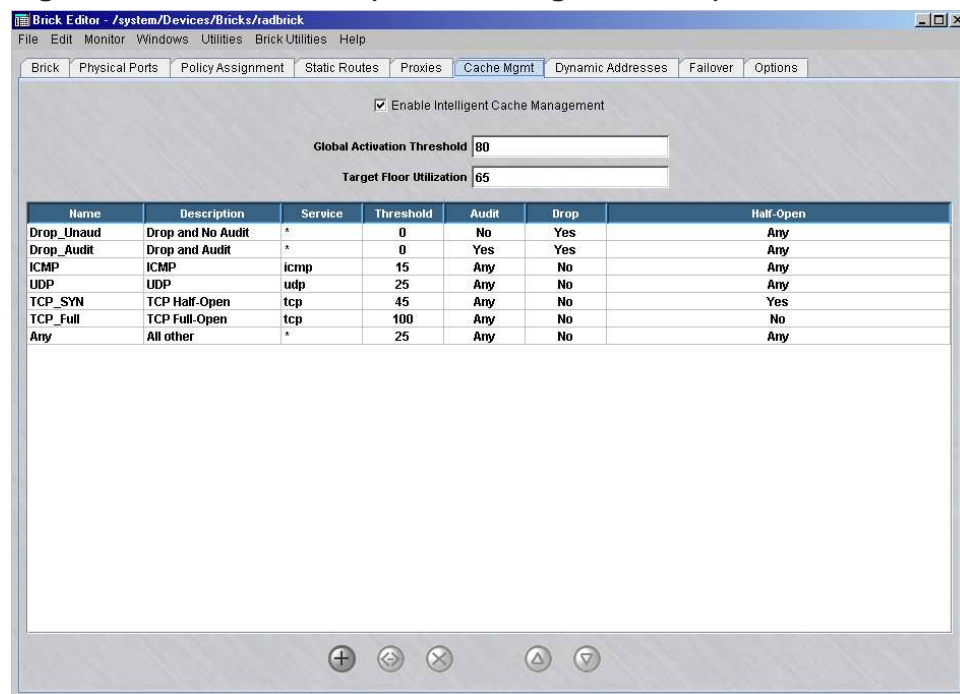 Brick Editor - /system/Devices/Bricks/radbrick
File Edit Monitor Windows Utilities Brick Utilities Help
Brick Physical Ports Policy Assignment Static Routes Proxies Cache Mgmt Dynamic Addresses Failover Options
Enable Intelligent Cache Management
Global Activation Threshold 80
Target Floor Utilization 65
Name Description Service Threshold Audit Drop Half-Open
Drop_Unaud Drop and No Audit * 0 No Yes Any
Drop_Audit Drop and Audit * 0 Yes Yes Any
ICMP ICMP icmp 15 Any No Any
UDP UDP udp 25 Any No Any
TCP_SYN TCP Half-Open tcp 45 Any No Yes
TCP_Full TCP Full-Open tcp 100 Any No No
Any All other * 25 Any No Any